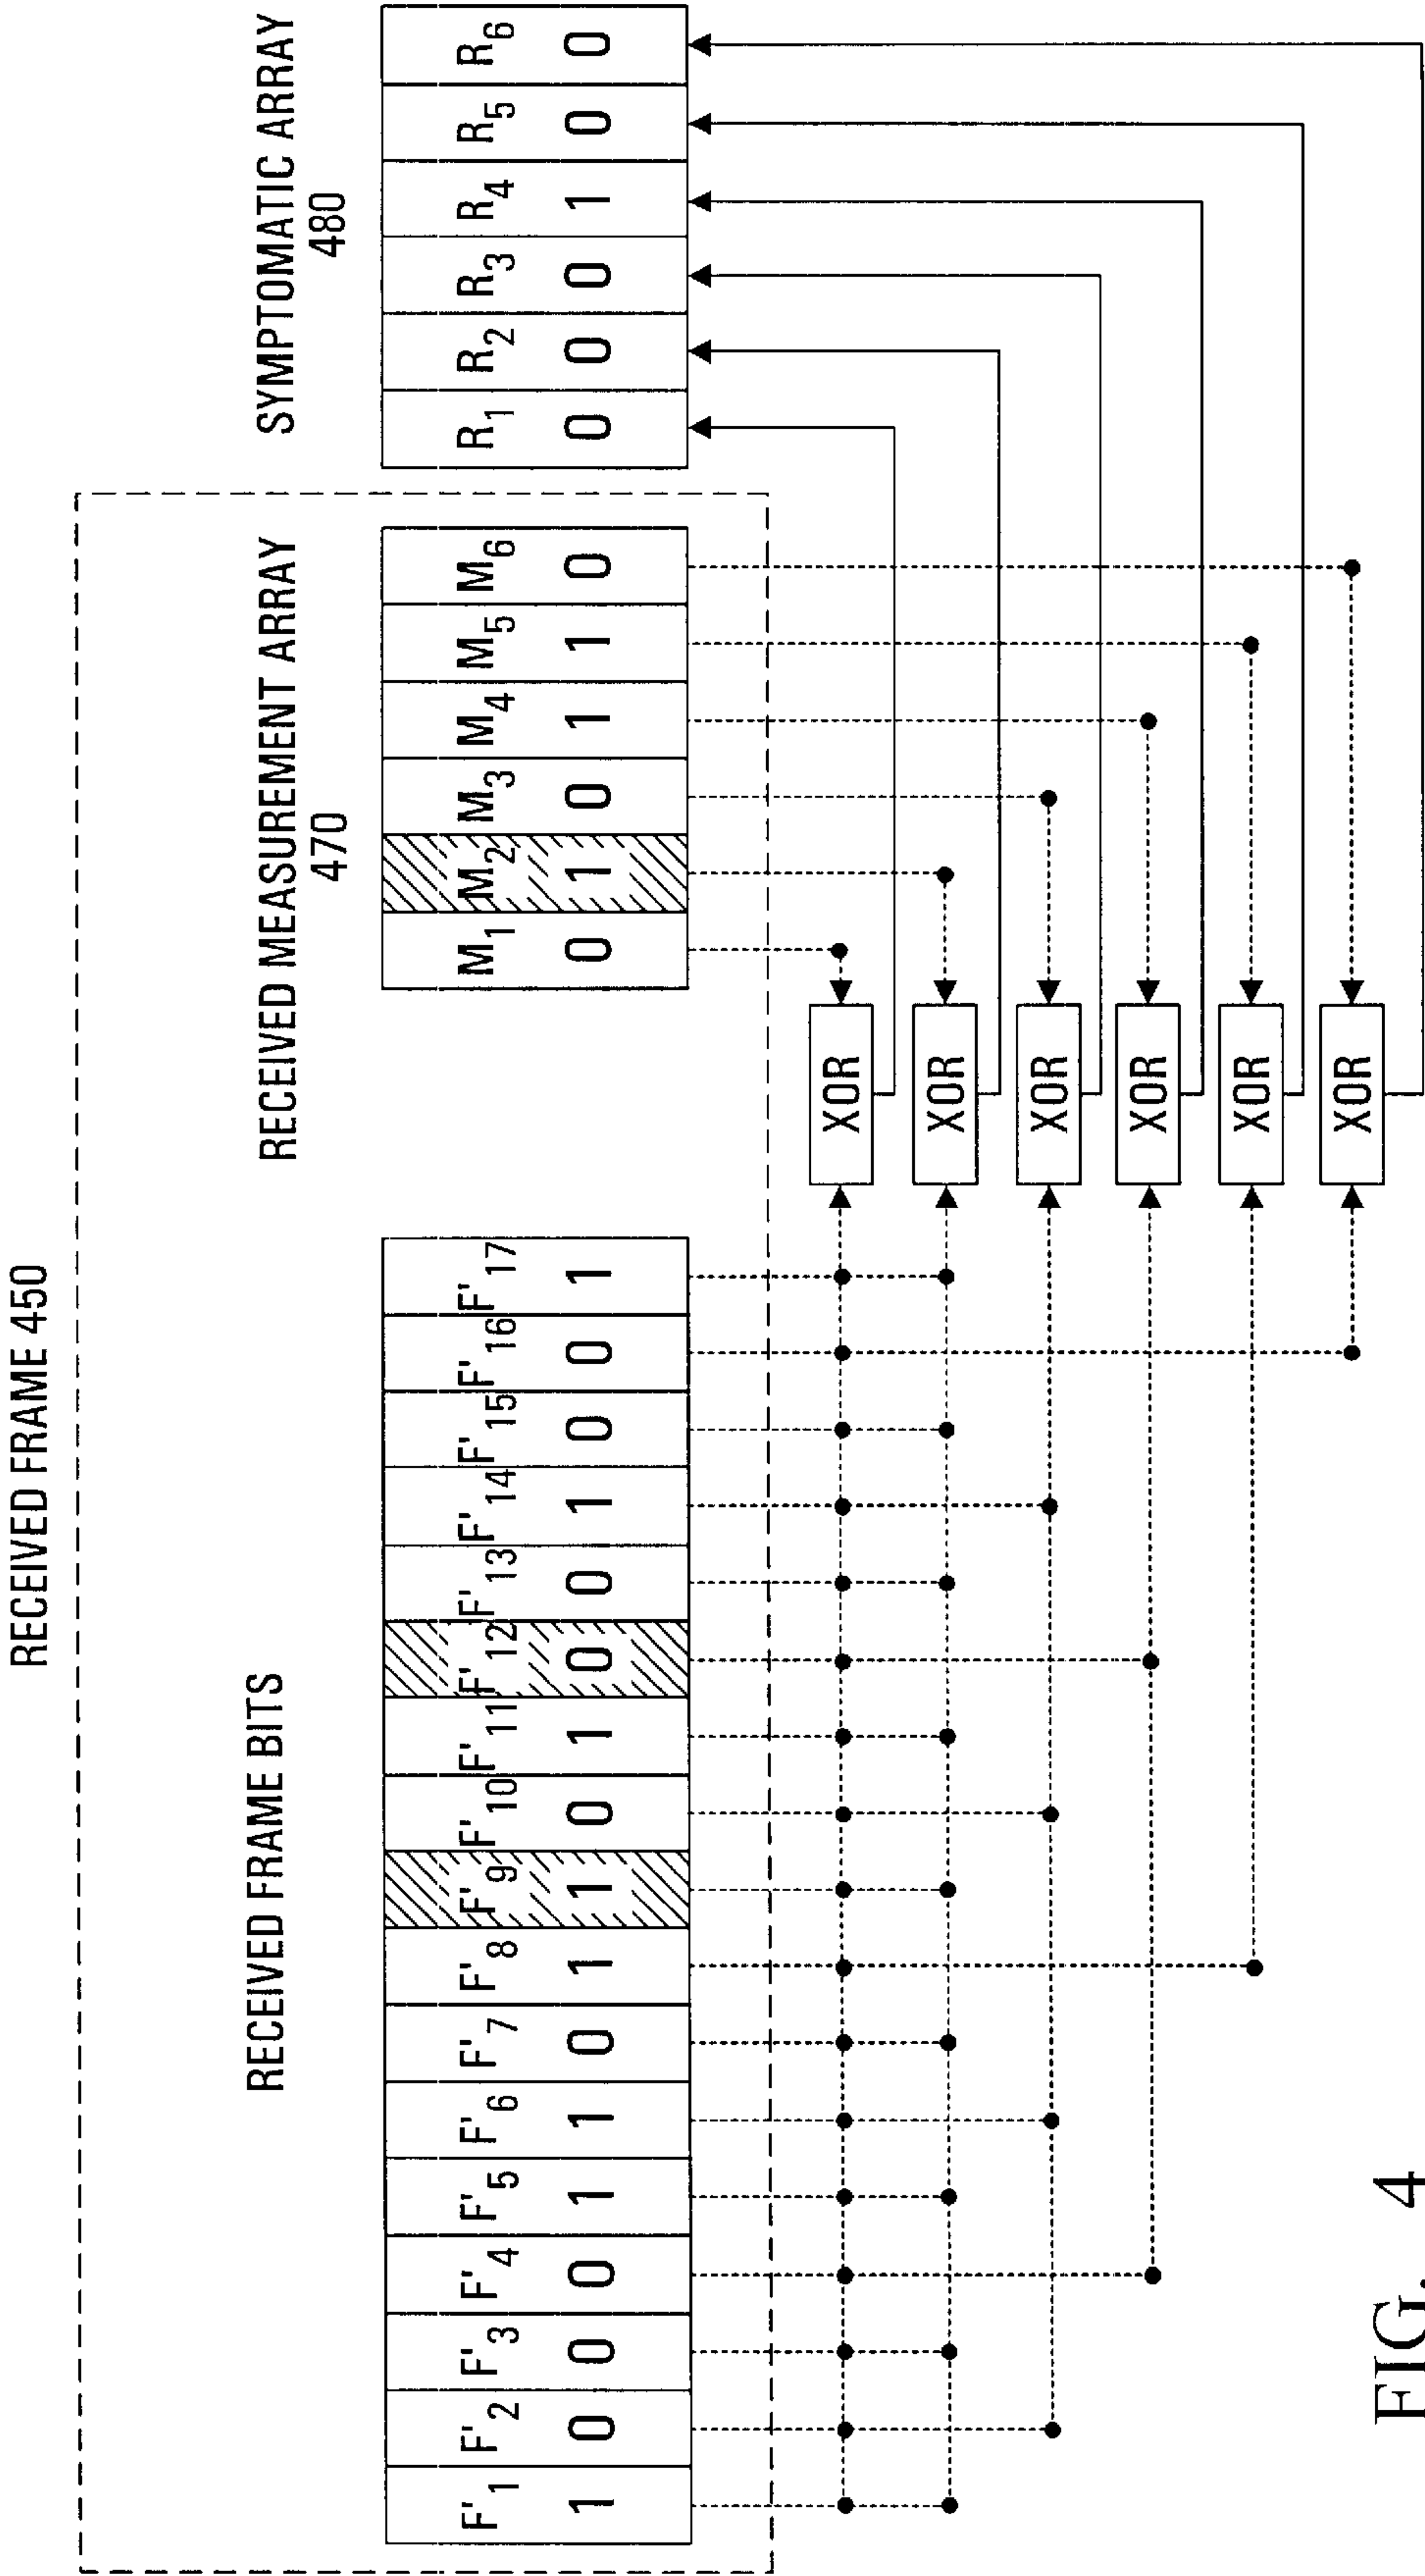 RECEIVED FRAME 450
RECEIVED FRAME BITS
RECEIVED MEASUREMENT ARRAY
470
SYMPTOMATIC ARRAY
480
F'1 F'2 F'3 F'4 F'5 F'6 F'7 F'8 F'9 F'10 F'11 F'12 F'13 F'14 F'15 F'16 F'17
1 0 0 0 1 1 0 1 1 0 1 0 0 1 0 0 1
M1 M2 M3 M4 M5 M6
0 1 0 1 1 0
R1 R2 R3 R4 R5 R6
0 0 0 1 0 0
XOR
XOR
XOR
XOR
XOR
XOR
FIG. 4